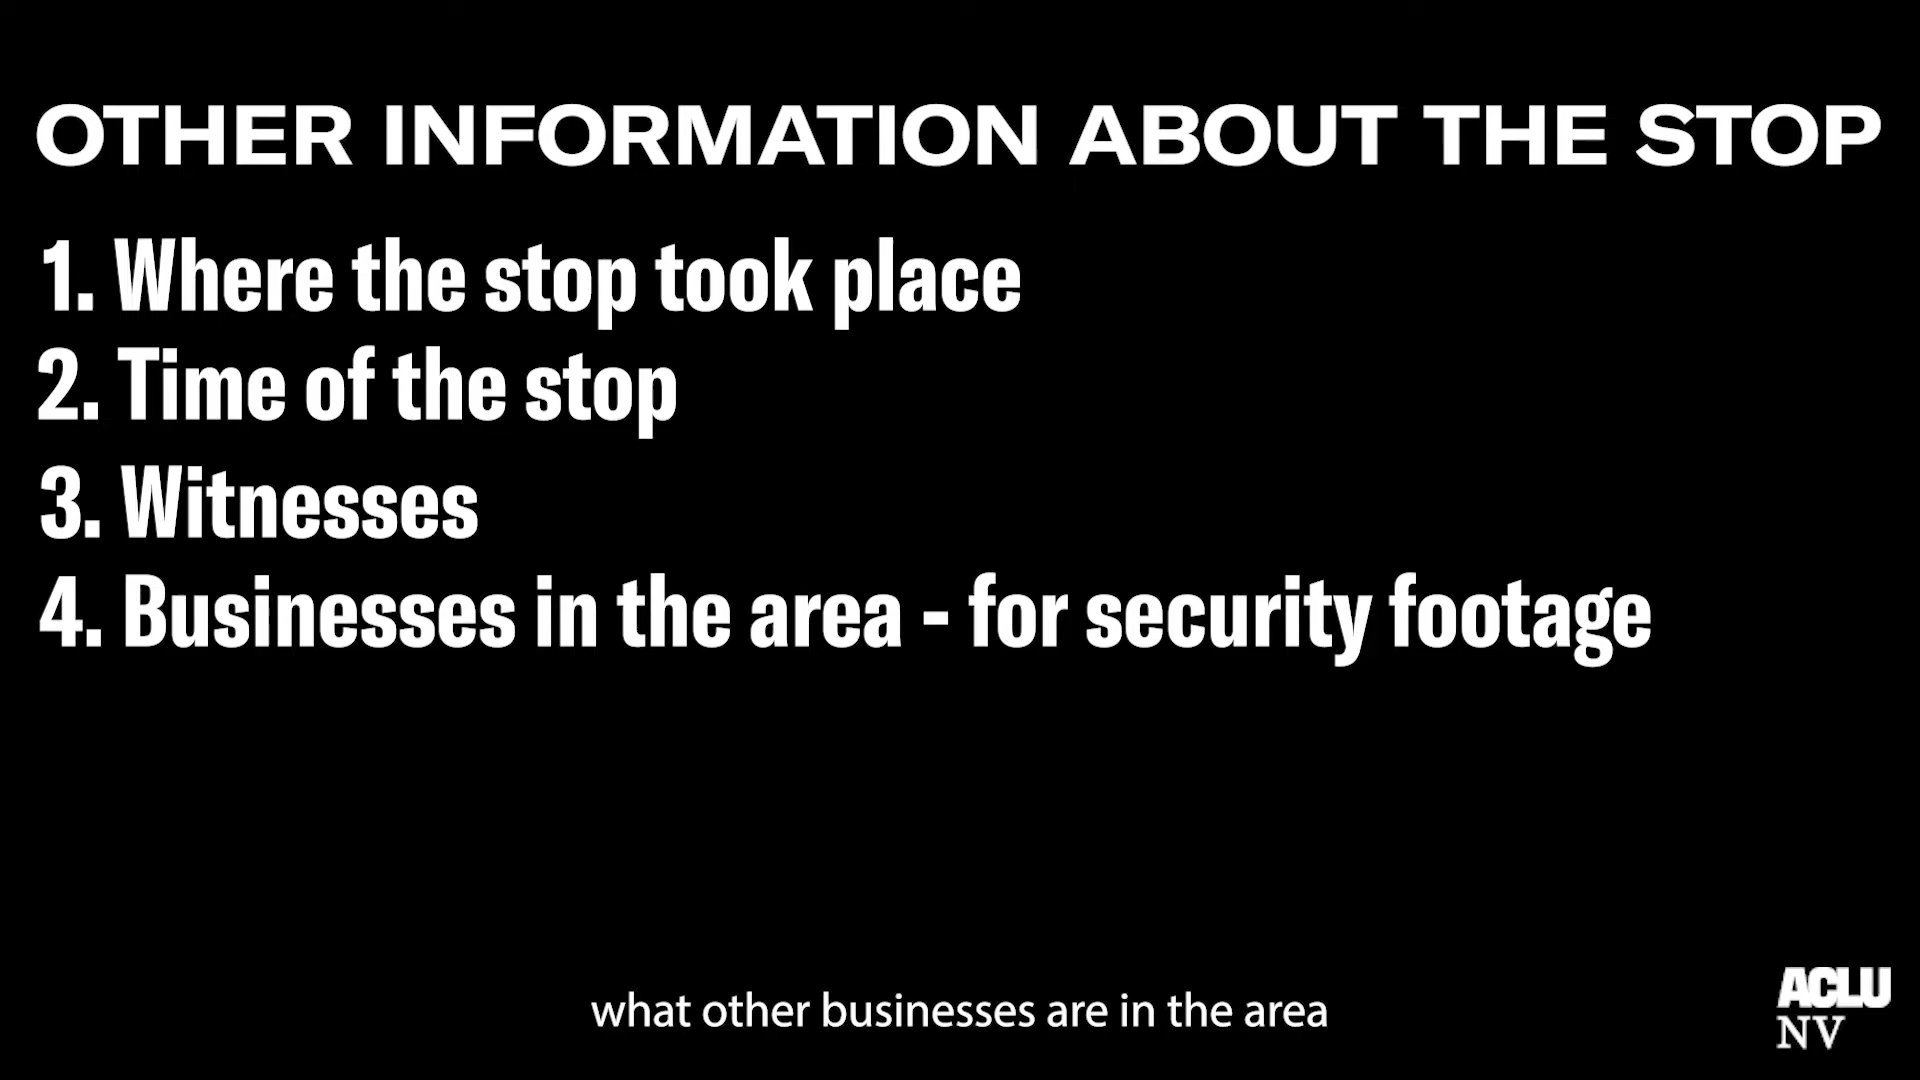 OTHER INFORMATION ABOUT THE STOP
1. Where the stop took place
2. Time of the stop
3. Witnesses
4. Businesses in the area - for security footage
what other businesses are in the area
ACLU
NV